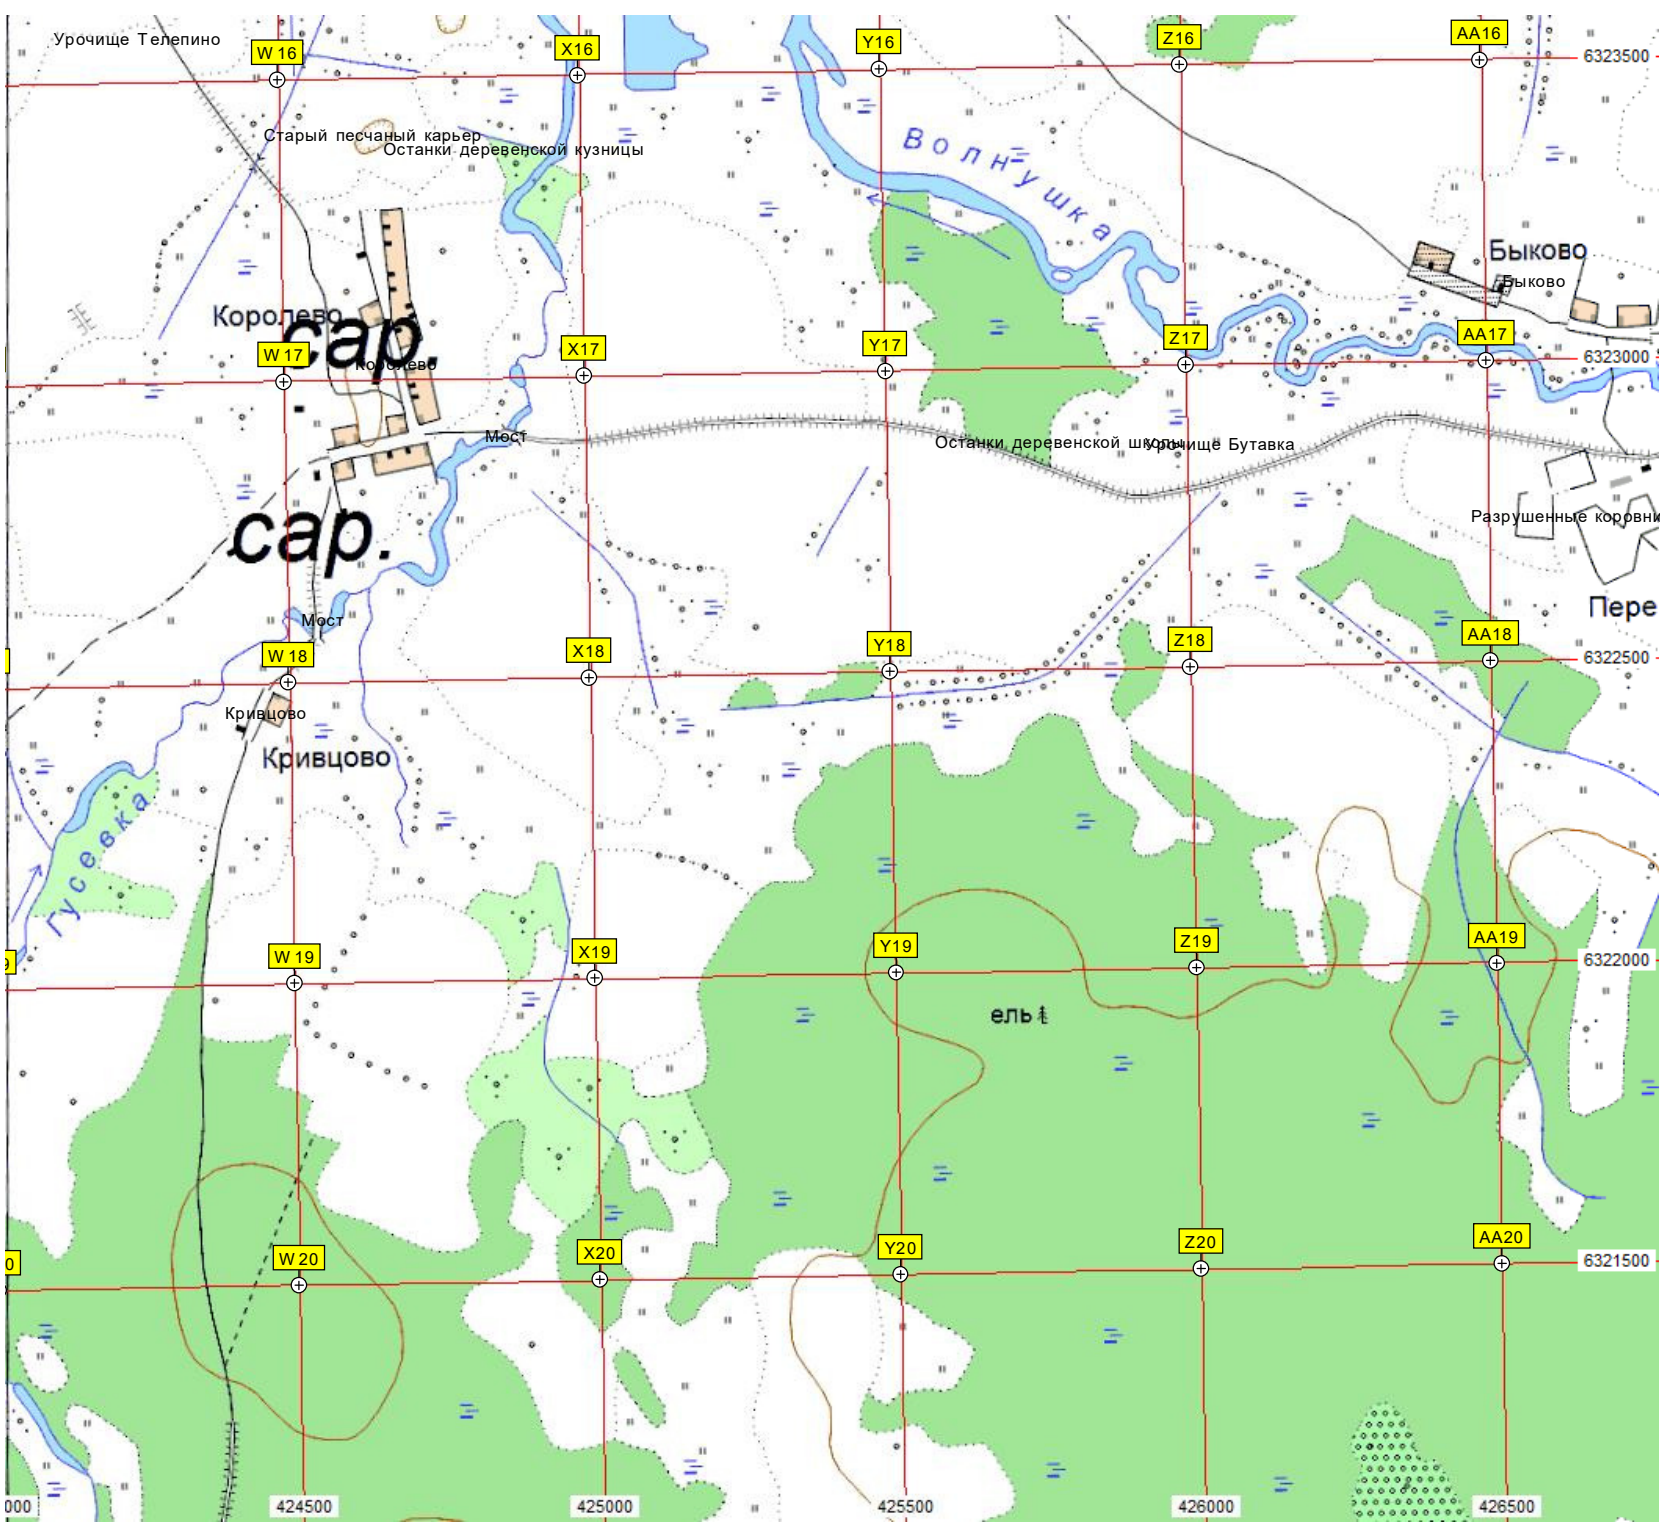 Урочище Телепино
W 16
X16
Y16
Z16
AA16
6323500
Старый песчаный карьер
Останки деревенской кузницы
Волнушка
Быково
Быково
Королево
сар.
W 17
X17
Y17
Z17
AA17
6323000
Королево
Мост
Останки деревенской школы
Урочище Бутавка
сар.
Разрушенные коровни
Пере
Мост
W 18
X18
Y18
Z18
AA18
6322500
Кривцово
Кривцово
Гусевка
9
W 19
X19
Y19
Z19
AA19
6322000
ель
0
W 20
X20
Y20
Z20
AA20
6321500
000
424500
425000
425500
426000
426500